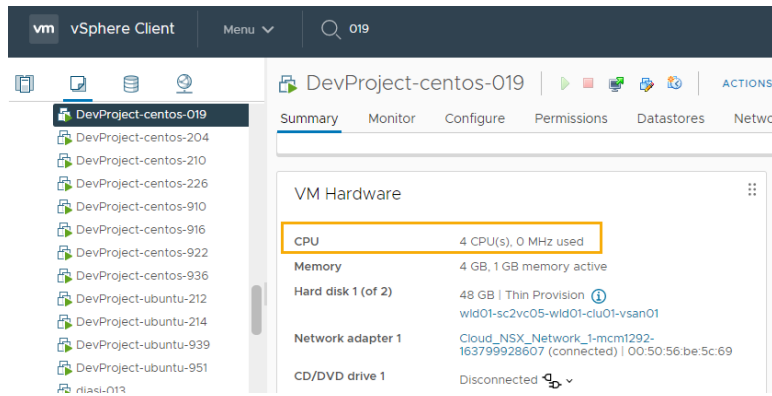 vm vSphere Client Menu 019
DevProject-centos-019 ACTIONS
Summary Monitor Configure Permissions Datastores Netwo
DevProject-centos-019
DevProject-centos-204
DevProject-centos-210
DevProject-centos-226
DevProject-centos-910
DevProject-centos-916
DevProject-centos-922
DevProject-centos-936
DevProject-ubuntu-212
DevProject-ubuntu-214
DevProject-ubuntu-939
DevProject-ubuntu-951
djasi-013
VM Hardware
CPU 4 CPU(s), 0 MHz used
Memory 4 GB, 1 GB memory active
Hard disk 1 (of 2) 48 GB | Thin Provision
wld01-sc2vc05-wld01-clu01-vsan01
Network adapter 1 Cloud_NSX_Network_1-mcm1292-
163799928607 (connected) | 00:50:56:be:5c:69
CD/DVD drive 1 Disconnected